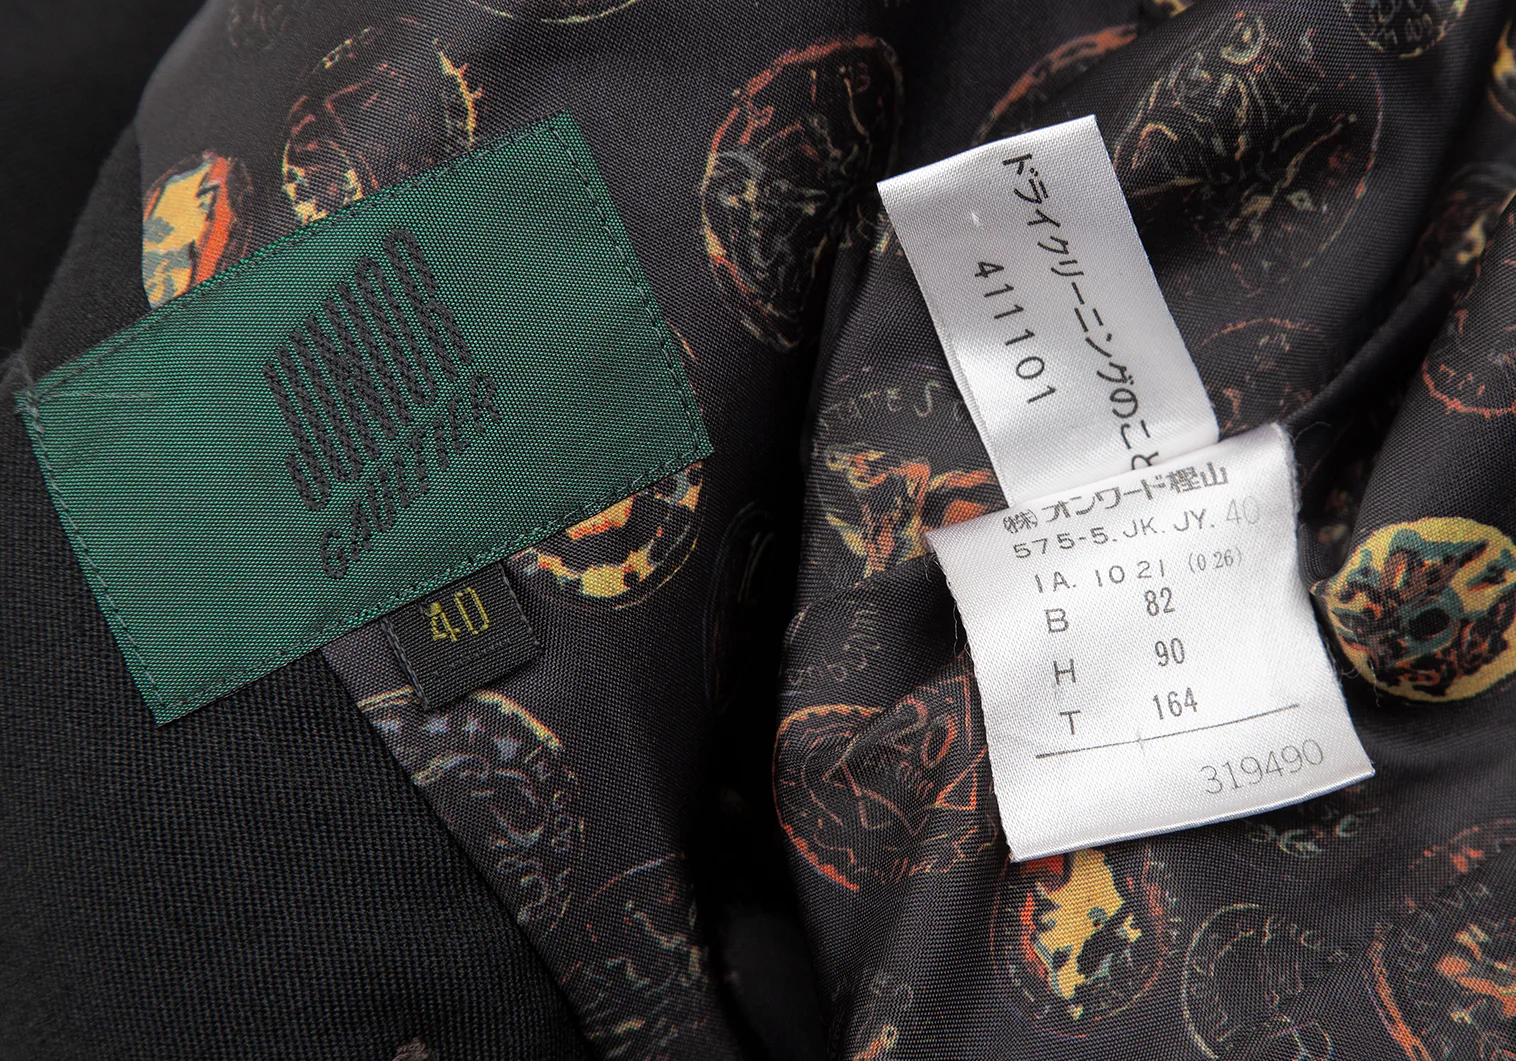 JUNIOR
GAULTIER
40
ドライクリーニングのこ
411101
㈱オンワード樫山
575-5.JK.JY. 40
1A. 1021 (026)
B 82
H 90
T 164
319490